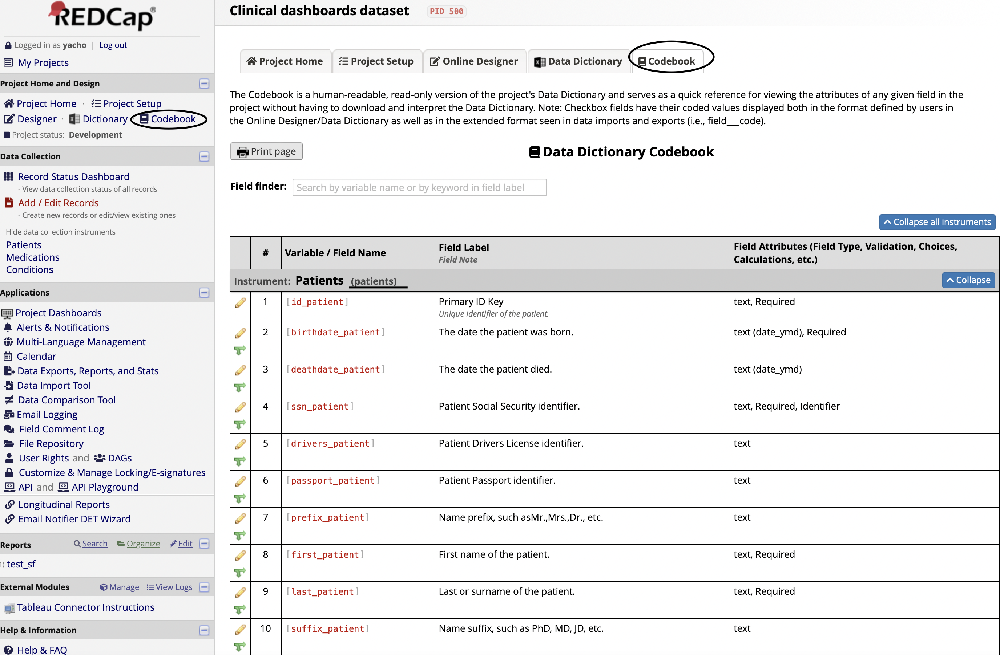 REDCap®
Logged in as yacho | Log out
My Projects
Project Home and Design
Project Home · Project Setup
Designer · Dictionary · Codebook
Project status: Development
Data Collection
Record Status Dashboard
- View data collection status of all records
Add / Edit Records
- Create new records or edit/view existing ones
Hide data collection instruments
Patients
Medications
Conditions
Applications
Project Dashboards
Alerts & Notifications
Multi-Language Management
Calendar
Data Exports, Reports, and Stats
Data Import Tool
Data Comparison Tool
Email Logging
Field Comment Log
File Repository
User Rights and DAGs
Customize & Manage Locking/E-signatures
API and API Playground
Longitudinal Reports
Email Notifier DET Wizard
Reports Search Organize Edit
1) test_sf
External Modules Manage View Logs
Tableau Connector Instructions
Help & Information
Help & FAQ
Clinical dashboards dataset PID 500
Project Home Project Setup Online Designer Data Dictionary Codebook
The Codebook is a human-readable, read-only version of the project's Data Dictionary and serves as a quick reference for viewing the attributes of any given field in the
project without having to download and interpret the Data Dictionary. Note: Checkbox fields have their coded values displayed both in the format defined by users in
the Online Designer/Data Dictionary as well as in the extended format seen in data imports and exports (i.e., field___code).
Print page
Data Dictionary Codebook
Field finder: Search by variable name or by keyword in field label
Collapse all instruments
# Variable / Field Name Field Label Field Attributes (Field Type, Validation, Choices,
Field Note Calculations, etc.)
Instrument: Patients (patients) Collapse
1 [id_patient] Primary ID Key text, Required
Unique Identifier of the patient.
2 [birthdate_patient] The date the patient was born. text (date_ymd), Required
3 [deathdate_patient] The date the patient died. text (date_ymd)
4 [ssn_patient] Patient Social Security identifier. text, Required, Identifier
5 [drivers_patient] Patient Drivers License identifier. text
6 [passport_patient] Patient Passport identifier. text
7 [prefix_patient] Name prefix, such asMr.,Mrs.,Dr., etc. text
8 [first_patient] First name of the patient. text, Required
9 [last_patient] Last or surname of the patient. text, Required
10 [suffix_patient] Name suffix, such as PhD, MD, JD, etc. text